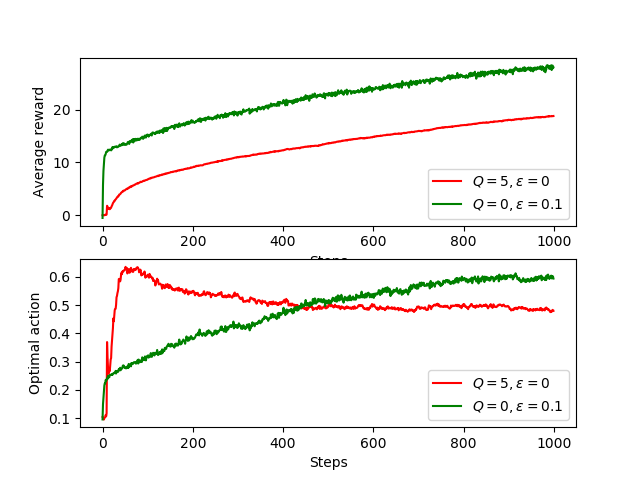 Average reward
20
10
0
0
200
400
600
800
1000
Q = 5, ε = 0
Q = 0, ε = 0.1
Steps
Optimal action
0.6
0.5
0.4
0.3
0.2
0.1
0
200
400
600
800
1000
Q = 5, ε = 0
Q = 0, ε = 0.1
Steps